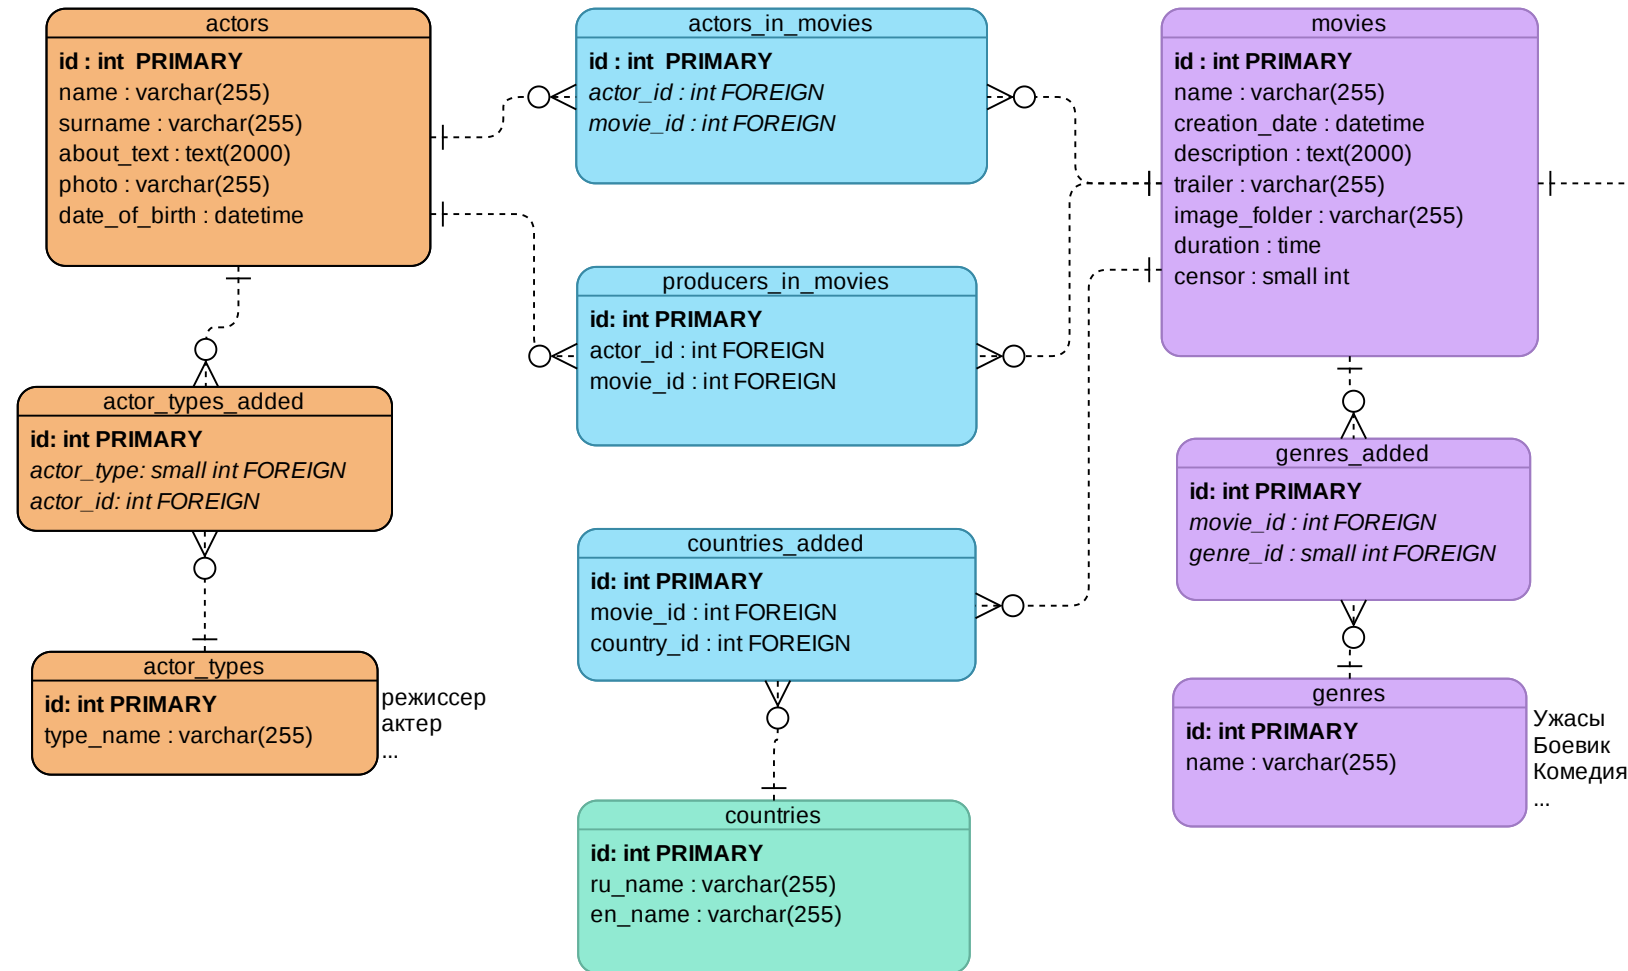 actors
id : int  PRIMARY
name : varchar(255)
surname : varchar(255)
about_text : text(2000)
photo : varchar(255)
date_of_birth : datetime
actors_in_movies
id : int  PRIMARY
actor_id : int FOREIGN
movie_id : int FOREIGN
movies
id : int PRIMARY
name : varchar(255)
creation_date : datetime
description : text(2000)
trailer : varchar(255)
image_folder : varchar(255)
duration : time
censor : small int
producers_in_movies
id: int PRIMARY
actor_id : int FOREIGN
movie_id : int FOREIGN
actor_types_added
id: int PRIMARY
actor_type: small int FOREIGN
actor_id: int FOREIGN
genres_added
id: int PRIMARY
movie_id : int FOREIGN
genre_id : small int FOREIGN
countries_added
id: int PRIMARY
movie_id : int FOREIGN
country_id : int FOREIGN
actor_types
id: int PRIMARY
type_name : varchar(255)
режиссер
актер
...
genres
id: int PRIMARY
name : varchar(255)
Ужасы
Боевик
Комедия
...
countries
id: int PRIMARY
ru_name : varchar(255)
en_name : varchar(255)